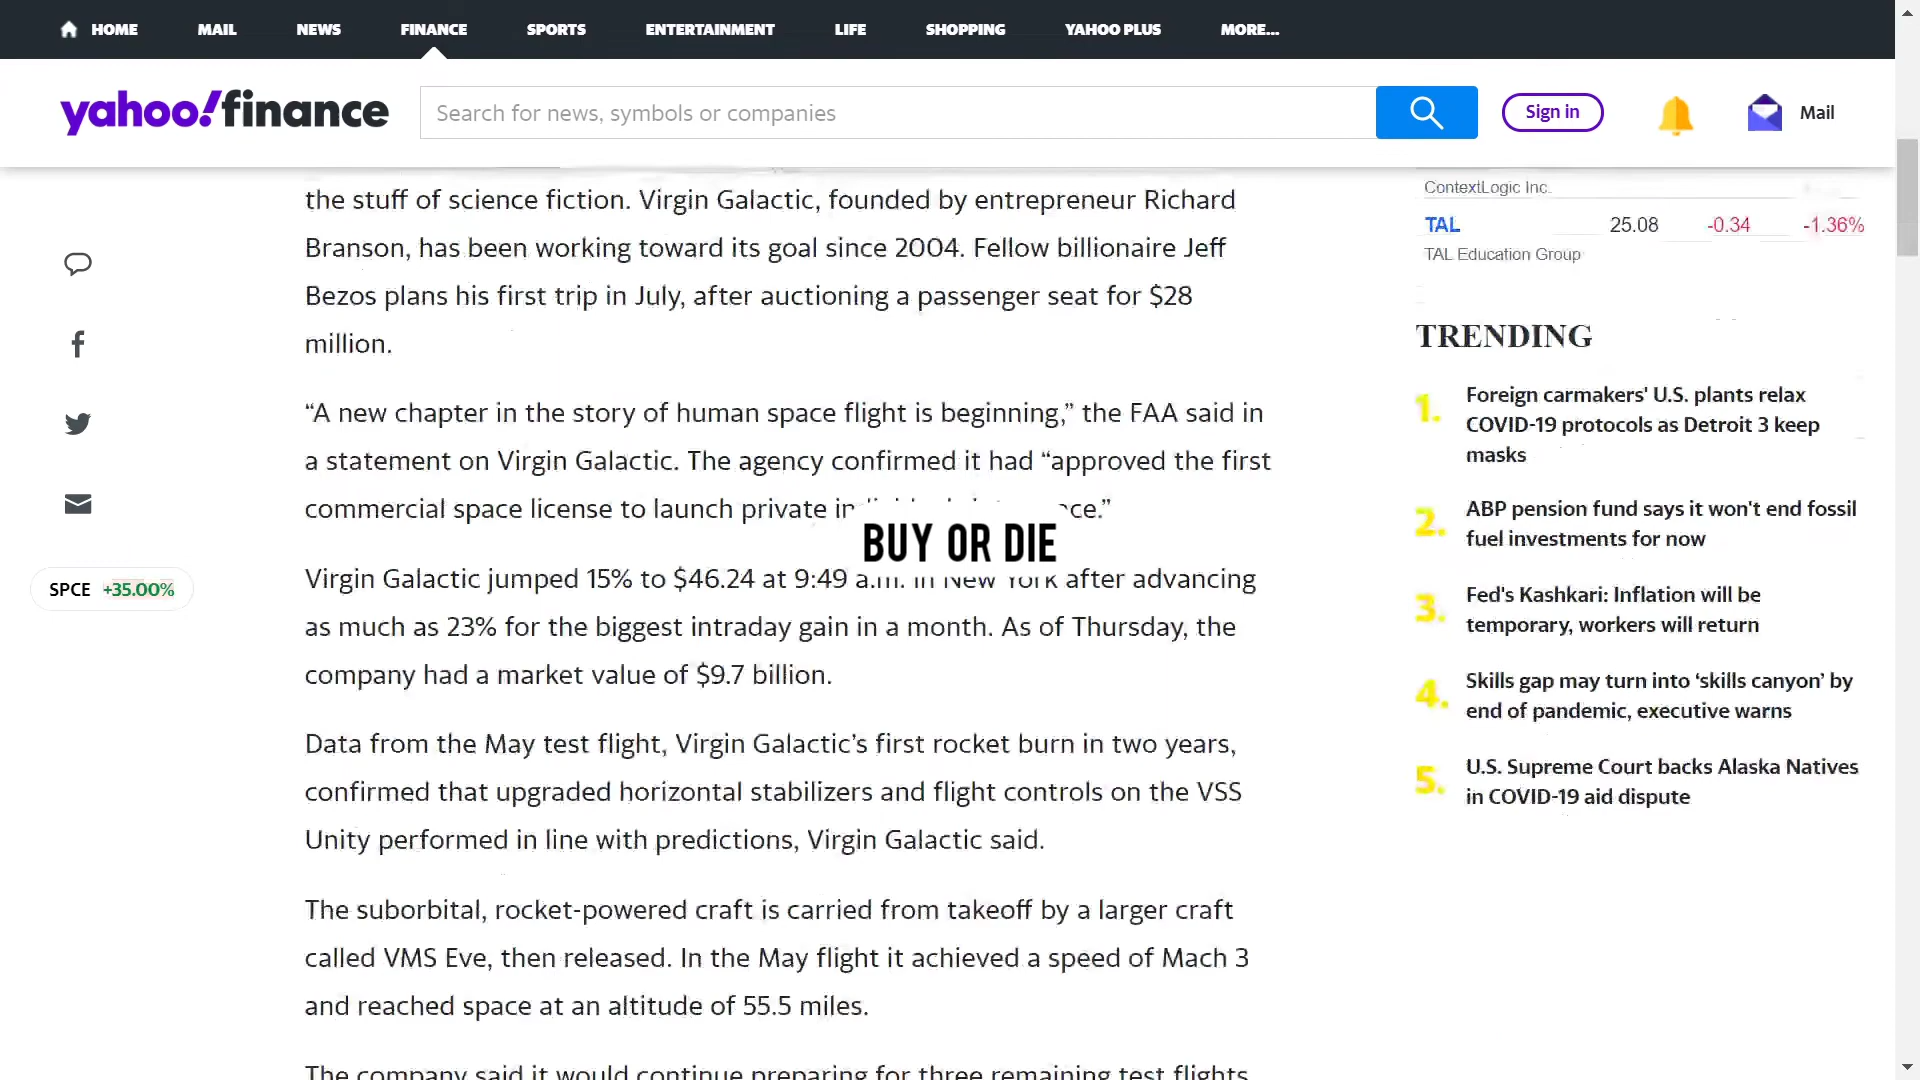 HOME MAIL NEWS FINANCE SPORTS ENTERTAINMENT LIFE SHOPPING YAHOO PLUS MORE...
yahoo!finance
Search for news, symbols or companies
Sign in
Mail
the stuff of science fiction. Virgin Galactic, founded by entrepreneur Richard
Branson, has been working toward its goal since 2004. Fellow billionaire Jeff
Bezos plans his first trip in July, after auctioning a passenger seat for $28
million.
“A new chapter in the story of human space flight is beginning,” the FAA said in
a statement on Virgin Galactic. The agency confirmed it had “approved the first
commercial space license to launch private
BUY OR DIE
Virgin Galactic jumped 15% to $46.24 at 9:49 a.m. in New York after advancing
as much as 23% for the biggest intraday gain in a month. As of Thursday, the
company had a market value of $9.7 billion.
Data from the May test flight, Virgin Galactic’s first rocket burn in two years,
confirmed that upgraded horizontal stabilizers and flight controls on the VSS
Unity performed in line with predictions, Virgin Galactic said.
The suborbital, rocket-powered craft is carried from takeoff by a larger craft
called VMS Eve, then released. In the May flight it achieved a speed of Mach 3
and reached space at an altitude of 55.5 miles.
The company said it would continue preparing for three remaining test flights
SPCE +35.00%
ContextLogic Inc.
TAL 25.08 -0.34 -1.36%
TAL Education Group
TRENDING
1. Foreign carmakers' U.S. plants relax
COVID-19 protocols as Detroit 3 keep
masks
2. ABP pension fund says it won't end fossil
fuel investments for now
3. Fed's Kashkari: Inflation will be
temporary, workers will return
4. Skills gap may turn into ‘skills canyon’ by
end of pandemic, executive warns
5. U.S. Supreme Court backs Alaska Natives
in COVID-19 aid dispute